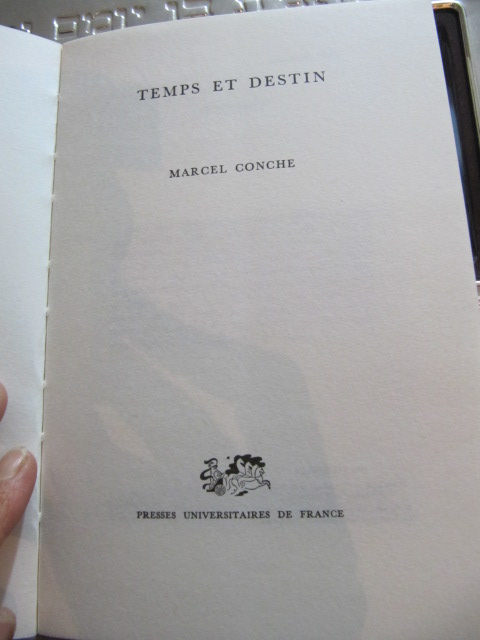 TEMPS ET DESTIN
MARCEL CONCHE
PRESSES UNIVERSITAIRES DE FRANCE